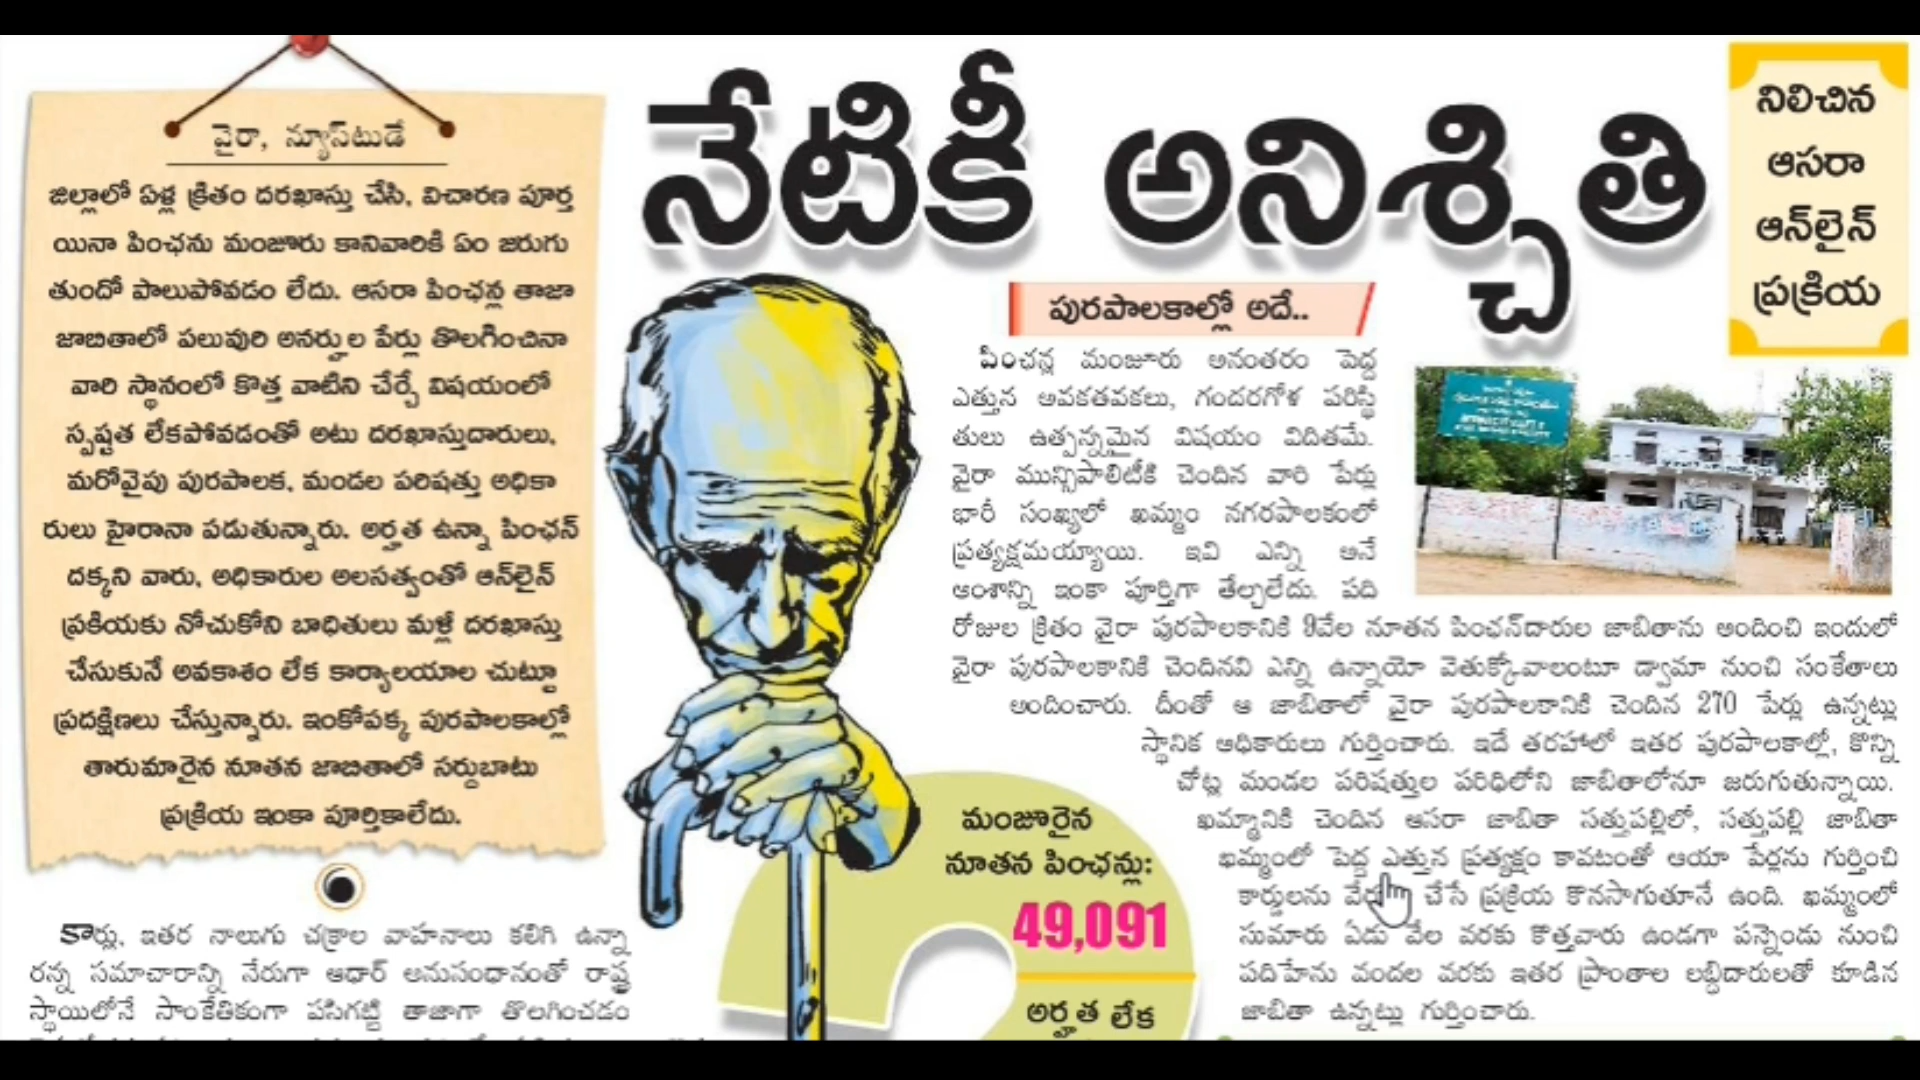 నేటికీ అనిశ్చితి
నిలిచిన
ఆసరా
ఆన్‌లైన్
ప్రక్రియ
వైరా, న్యూస్‌టుడే
జిల్లాలో ఏళ్ల క్రితం దరఖాస్తు చేసి, విచారణ పూర్త
యినా పింఛను మంజూరు కానివారికి ఏం జరుగు
తుందో పాలుపోవడం లేదు. ఆసరా పింఛన్ల తాజా
జాబితాలో పలువురి అనర్హుల పేర్లు తొలగించినా
వారి స్థానంలో కొత్త వాటిని చేర్చే విషయంలో
స్పష్టత లేకపోవడంతో అటు దరఖాస్తుదారులు,
మరోవైపు పురపాలక, మండల పరిషత్తు అధికా
రులు హైరానా పడుతున్నారు. అర్హత ఉన్నా పింఛన్
దక్కని వారు, అధికారుల అలసత్వంతో ఆన్‌లైన్
ప్రకియకు నోచుకోని బాధితులు మళ్లీ దరఖాస్తు
చేసుకునే అవకాశం లేక కార్యాలయాల చుట్టూ
ప్రదక్షిణలు చేస్తున్నారు. ఇంకోపక్క పురపాలకాల్లో
తారుమారైన నూతన జాబితాలో సర్దుబాటు
ప్రక్రియ ఇంకా పూర్తికాలేదు.
కార్లు, ఇతర నాలుగు చక్రాల వాహనాలు కలిగి ఉన్నా
రన్న సమాచారాన్ని నేరుగా ఆధార్ అనుసంధానంతో రాష్ట్ర
స్థాయిలోనే సాంకేతికంగా పసిగట్టి తాజాగా తొలగించడం
పురపాలకాల్లో అదే..
పింఛన్ల మంజూరు అనంతరం పెద్ద
ఎత్తున అవకతవకలు, గందరగోళ పరిస్థి
తులు ఉత్పన్నమైన విషయం విదితమే.
వైరా మున్సిపాలిటీకి చెందిన వారి పేర్లు
భారీ సంఖ్యలో ఖమ్మం నగరపాలకంలో
ప్రత్యక్షమయ్యాయి. ఇవి ఎన్ని అనే
అంశాన్ని ఇంకా పూర్తిగా తేల్చలేదు. పది
రోజుల క్రితం వైరా పురపాలకానికి 9వేల నూతన పింఛన్‌దారుల జాబితాను అందించి ఇందులో
వైరా పురపాలకానికి చెందినవి ఎన్ని ఉన్నాయో వెతుక్కోవాలంటూ డ్వామా నుంచి సంకేతాలు
అందించారు. దీంతో ఆ జాబితాలో వైరా పురపాలకానికి చెందిన 270 పేర్లు ఉన్నట్లు
స్థానిక అధికారులు గుర్తించారు. ఇదే తరహాలో ఇతర పురపాలకాల్లో, కొన్ని
చోట్ల మండల పరిషత్తుల పరిధిలోని జాబితాలోనూ జరుగుతున్నాయి.
ఖమ్మానికి చెందిన ఆసరా జాబితా సత్తుపల్లిలో, సత్తుపల్లి జాబితా
ఖమ్మంలో పెద్ద ఎత్తున ప్రత్యక్షం కావటంతో ఆయా పేర్లను గుర్తించి
కార్డులను వేరు చేసే ప్రక్రియ కొనసాగుతూనే ఉంది. ఖమ్మంలో
సుమారు ఏడు వేల వరకు కొత్తవారు ఉండగా పన్నెండు నుంచి
పదిహేను వందల వరకు ఇతర ప్రాంతాల లబ్ధిదారులతో కూడిన
జాబితా ఉన్నట్లు గుర్తించారు.
మంజూరైన
నూతన పింఛన్లు:
49,091
అర్హత లేక